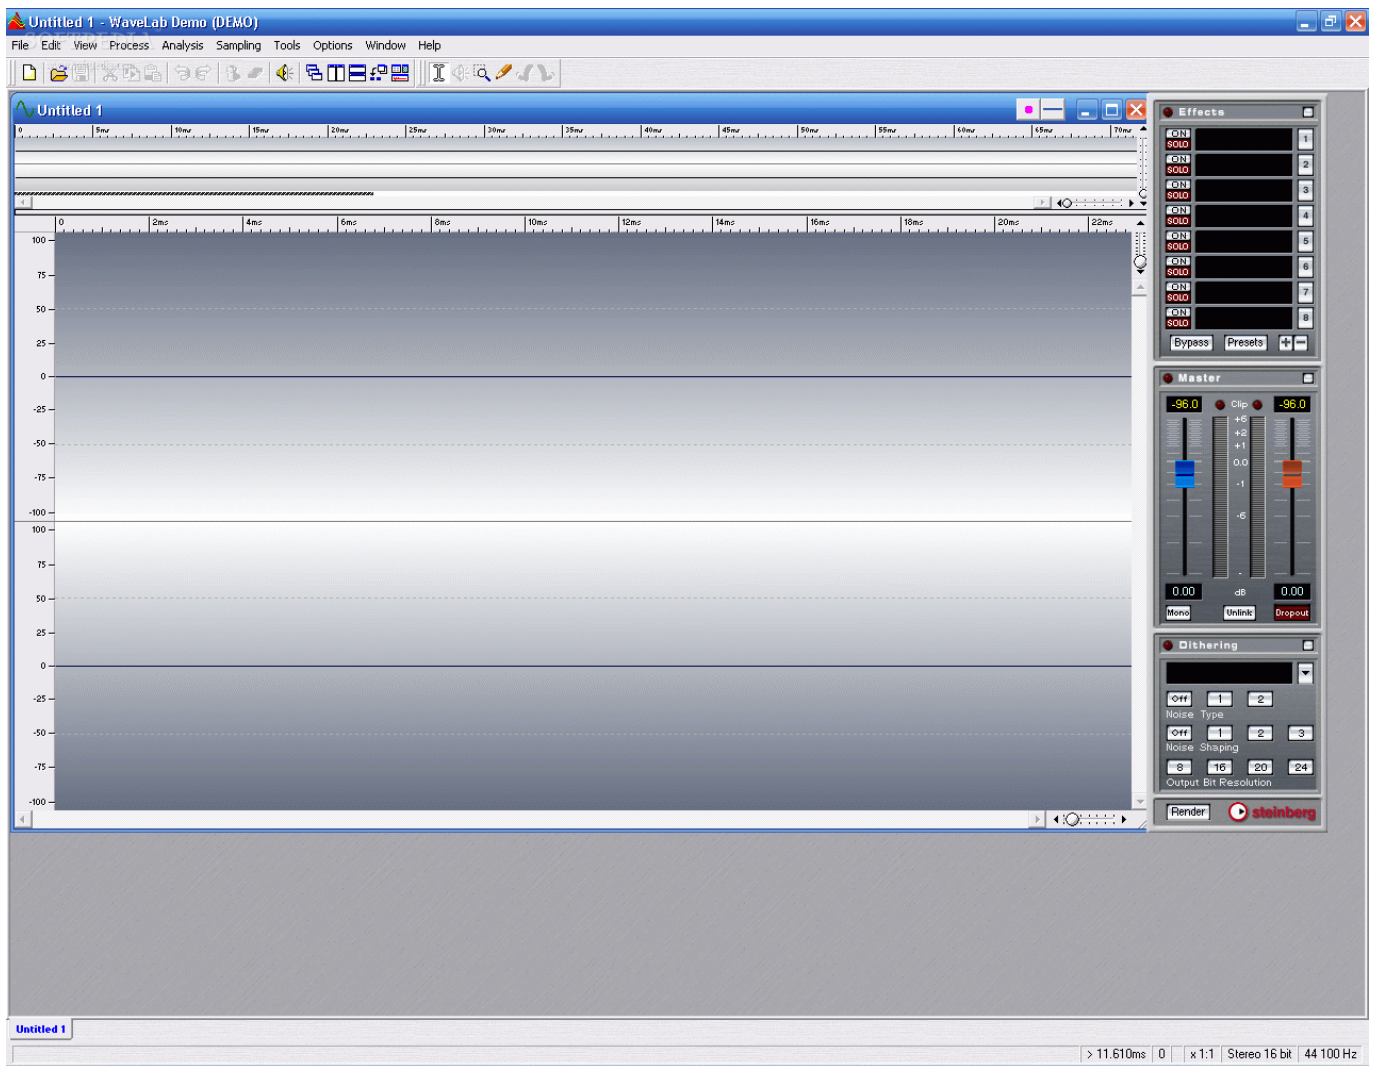 Untitled 1 - WaveLab Demo (DEMO)
SOFTPEDIA
File Edit View Process Analysis Sampling Tools Options Window Help
Untitled 1
0 5ms 10ms 15ms 20ms 25ms 30ms 35ms 40ms 45ms 50ms 55ms 60ms 65ms 70ms
0 2ms 4ms 6ms 8ms 10ms 12ms 14ms 16ms 18ms 20ms 22ms
100
75
50
25
0
-25
-50
-75
-100
100
75
50
25
0
-25
-50
-75
-100
Effects
ON SOLO 1
ON SOLO 2
ON SOLO 3
ON SOLO 4
ON SOLO 5
ON SOLO 6
ON SOLO 7
ON SOLO 8
Bypass Presets + -
Master
-96.0 Clip -96.0
+6
+2
+1
0.0
-1
-6
-
0.00 dB 0.00
Mono Unlink Dropout
Dithering
Off 1 2
Noise Type
Off 1 2 3
Noise Shaping
8 16 20 24
Output Bit Resolution
Render steinberg
Untitled 1
> 11.610ms 0 x 1:1 Stereo 16 bit 44 100 Hz